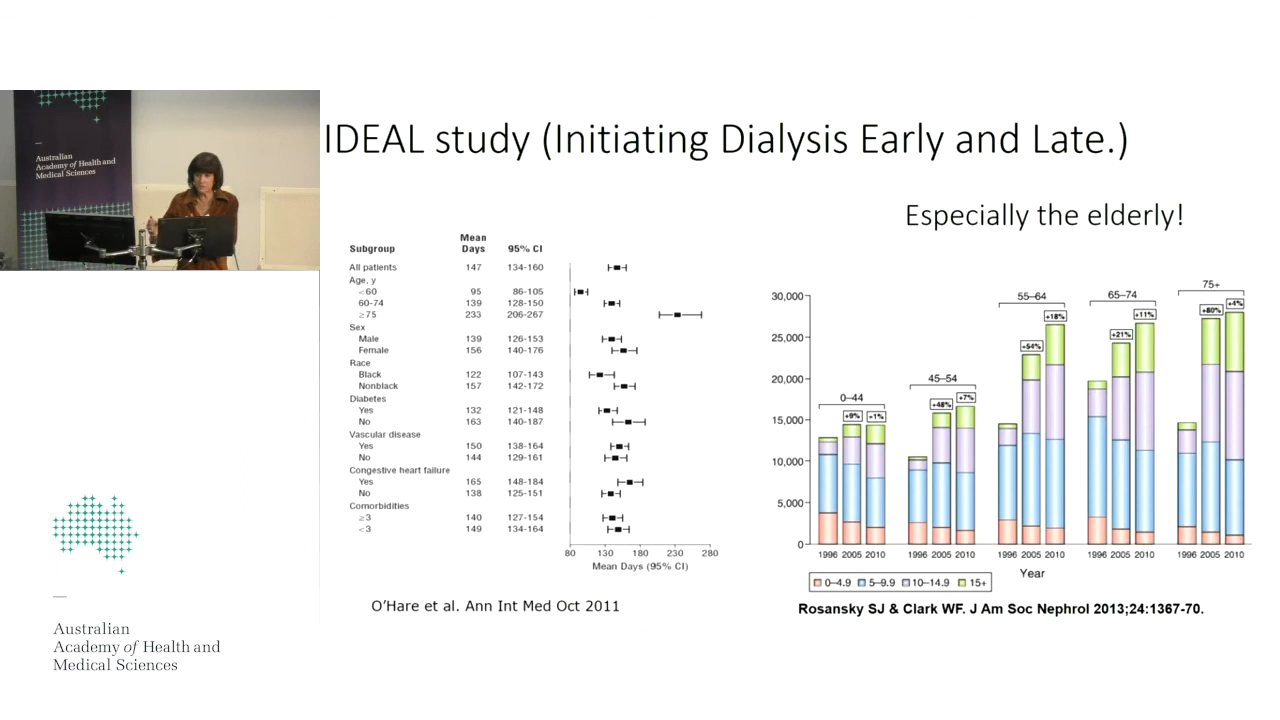 Australian
Academy of Health and
Medical Sciences
IDEAL study (Initiating Dialysis Early and Late.)
Especially the elderly!
Subgroup Mean Days 95% CI
All patients 147 134-160
Age, y
<60 95 86-105
60-74 139 128-150
≥75 233 206-267
Sex
Male 139 126-153
Female 156 140-176
Race
Black 122 107-143
Nonblack 157 142-172
Diabetes
Yes 132 121-148
No 163 140-187
Vascular disease
Yes 150 138-164
No 144 129-161
Congestive heart failure
Yes 165 148-184
No 138 125-151
Comorbidities
≥3 140 127-154
<3 149 134-164
80 130 180 230 280
Mean Days (95% CI)
O'Hare et al. Ann Int Med Oct 2011
30,000
25,000
20,000
15,000
10,000
5,000
0
0–44
+9% +1%
45–54
+48% +7%
55–64
+54% +18%
65–74
+21% +11%
75+
+80% +4%
1996 2005 2010 1996 2005 2010 1996 2005 2010 1996 2005 2010 1996 2005 2010
Year
0–4.9 5–9.9 10–14.9 15+
Rosansky SJ & Clark WF. J Am Soc Nephrol 2013;24:1367-70.
Australian
Academy of Health and
Medical Sciences